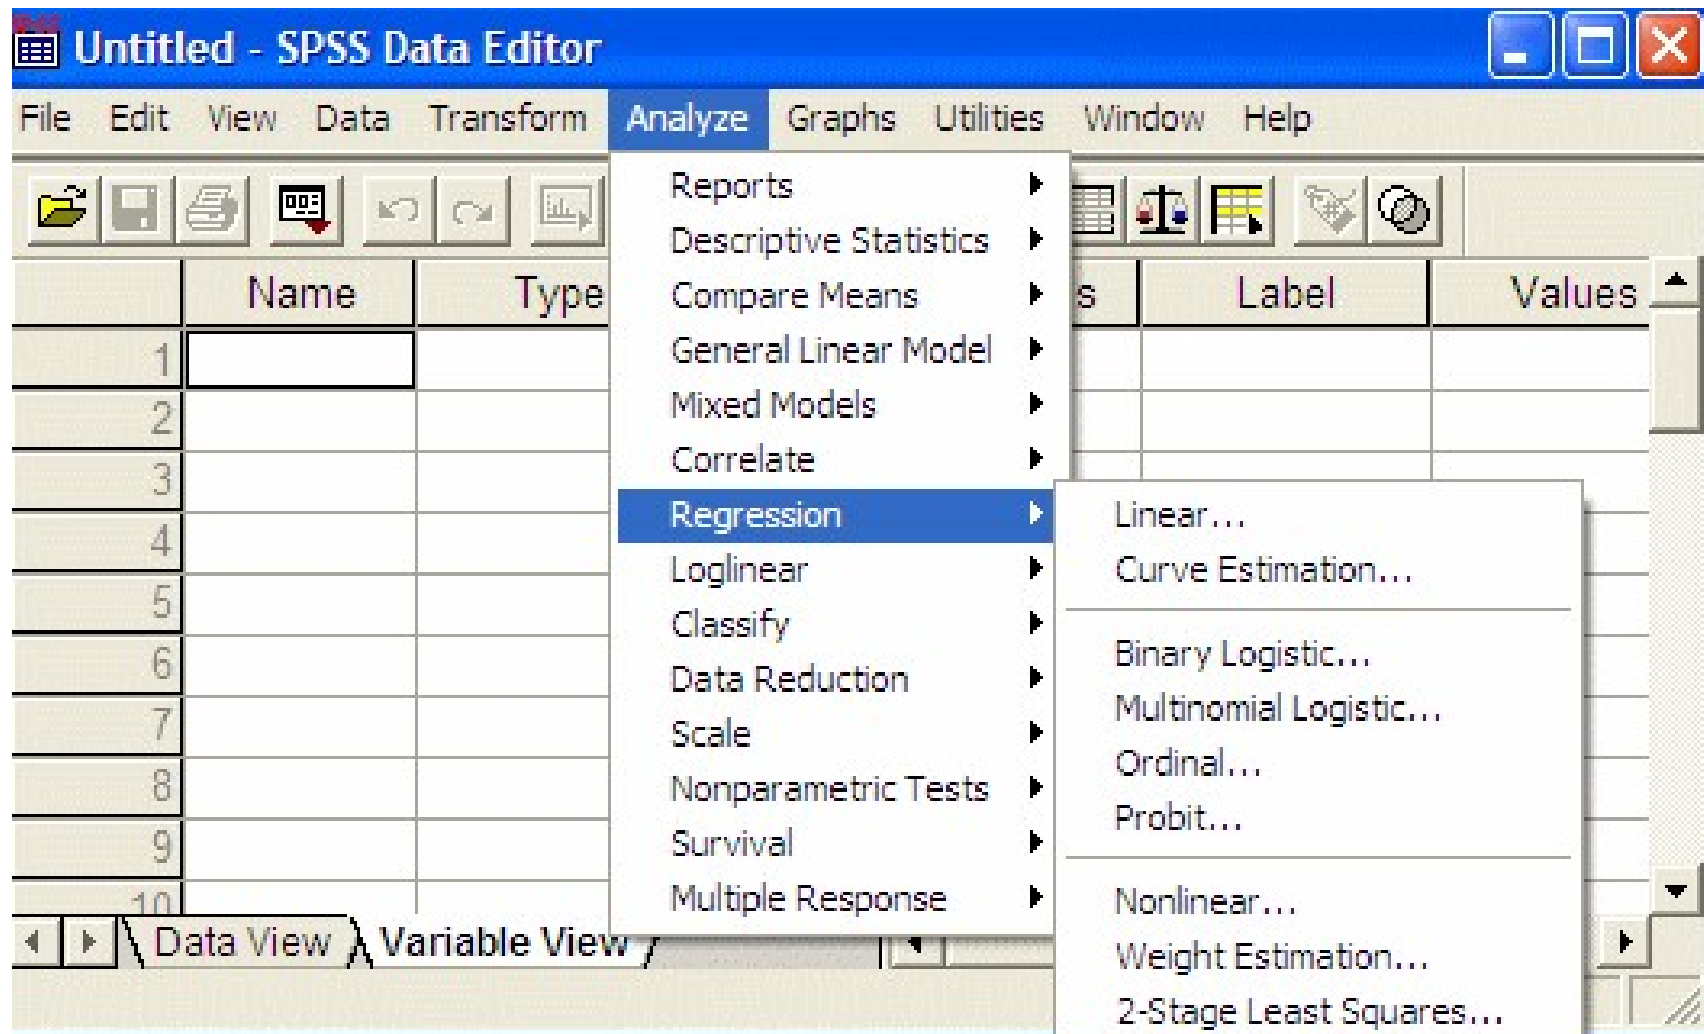 Untitled - SPSS Data Editor
File Edit View Data Transform Analyze Graphs Utilities Window Help
Name Type s Label Values
1
2
3
4
5
6
7
8
9
10
Reports
Descriptive Statistics
Compare Means
General Linear Model
Mixed Models
Correlate
Regression
Loglinear
Classify
Data Reduction
Scale
Nonparametric Tests
Survival
Multiple Response
Linear...
Curve Estimation...
Binary Logistic...
Multinomial Logistic...
Ordinal...
Probit...
Nonlinear...
Weight Estimation...
2-Stage Least Squares...
Data View Variable View